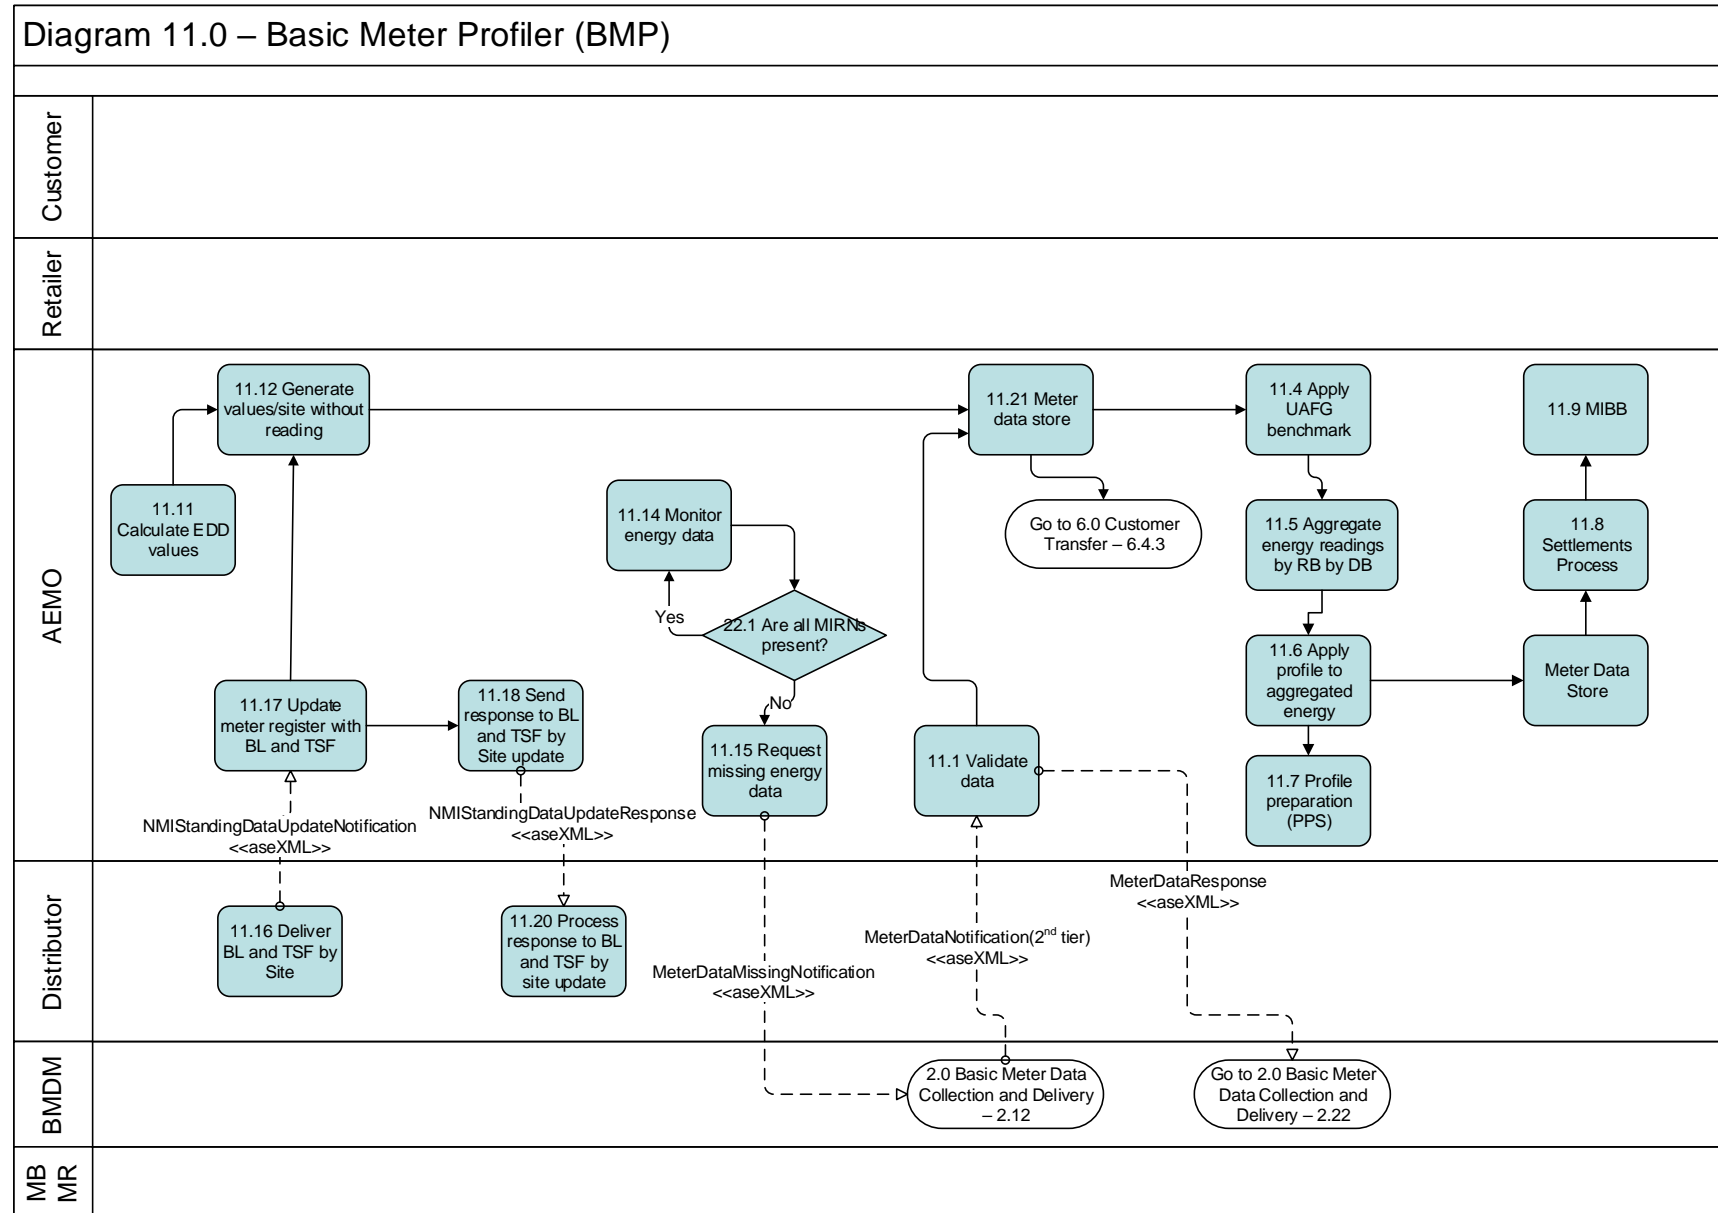 Diagram 11.0 – Basic Meter Profiler (BMP)
Customer
Retailer
AEMO
11.12 Generate
values/site without
reading
11.21 Meter
data store
11.4 Apply
UAFG
benchmark
11.9 MIBB
11.11
Calculate EDD
values
11.14 Monitor
energy data
Go to 6.0 Customer
Transfer – 6.4.3
11.5 Aggregate
energy readings
by RB by DB
11.8
Settlements
Process
Yes
22.1 Are all MIRNs
present?
No
11.6 Apply
profile to
aggregated
energy
Meter Data
Store
11.17 Update
meter register with
BL and TSF
11.18 Send
response to BL
and TSF by
Site update
11.15 Request
missing energy
data
11.1 Validate
data
11.7 Profile
preparation
(PPS)
NMIStandingDataUpdateNotification
<<aseXML>>
NMIStandingDataUpdateResponse
<<aseXML>>
Distributor
11.16 Deliver
BL and TSF by
Site
11.20 Process
response to BL
and TSF by
site update
MeterDataMissingNotification
<<aseXML>>
MeterDataNotification(2nd tier)
<<aseXML>>
MeterDataResponse
<<aseXML>>
BMDM
2.0 Basic Meter Data
Collection and Delivery
– 2.12
Go to 2.0 Basic Meter
Data Collection and
Delivery – 2.22
MB
MR